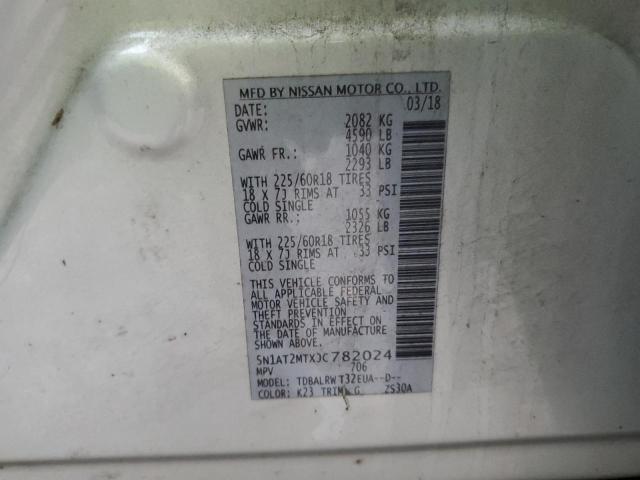 MFD BY NISSAN MOTOR CO., LTD.
DATE: 03/18
GVWR: 2082 KG
4590 LB
GAWR FR.: 1040 KG
2293 LB
WITH 225/60R18 TIRES
18 X 7J RIMS AT 33 PSI
COLD SINGLE
GAWR RR.: 1055 KG
2326 LB
WITH 225/60R18 TIRES
18 X 7J RIMS AT 33 PSI
COLD SINGLE
THIS VEHICLE CONFORMS TO
ALL APPLICABLE FEDERAL
MOTOR VEHICLE SAFETY AND
THEFT PREVENTION
STANDARDS IN EFFECT ON
THE DATE OF MANUFACTURE
SHOWN ABOVE.
5N1AT2MTXJC782024
MPV 706
MODEL: TDBALRWT32EUA--D--
COLOR: K23 TRIM: G ZS30A